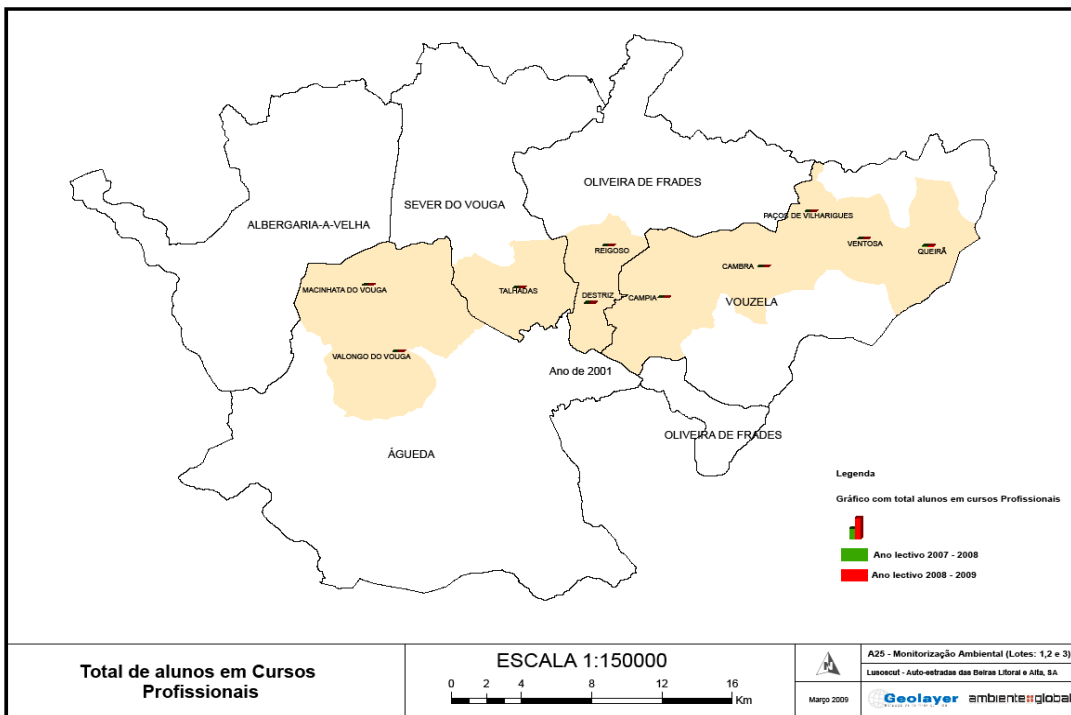 OLIVEIRA DE FRADES
SEVER DO VOUGA
ALBERGARIA-A-VELHA
PAÇOS DE VILHARIGUES
VENTOSA
QUEIRÃ
REIGOSO
CAMBRA
MACINHATA DO VOUGA
TALHADAS
DESTRIZ
CAMPIA
VOUZELA
VALONGO DO VOUGA
Ano de 2001
OLIVEIRA DE FRADES
ÁGUEDA
Legenda
Gráfico com total alunos em cursos Profissionais
Ano lectivo 2007 - 2008
Ano lectivo 2008 - 2009
Total de alunos em Cursos
Profissionais
ESCALA 1:150000
0 2 4 8 12 16
Km
N
Março 2009
A25 - Monitorização Ambiental (Lotes: 1,2 e 3)
Lusoscut - Auto-estradas das Beiras Litoral e Alta, SA
Geolayer
ambiente global